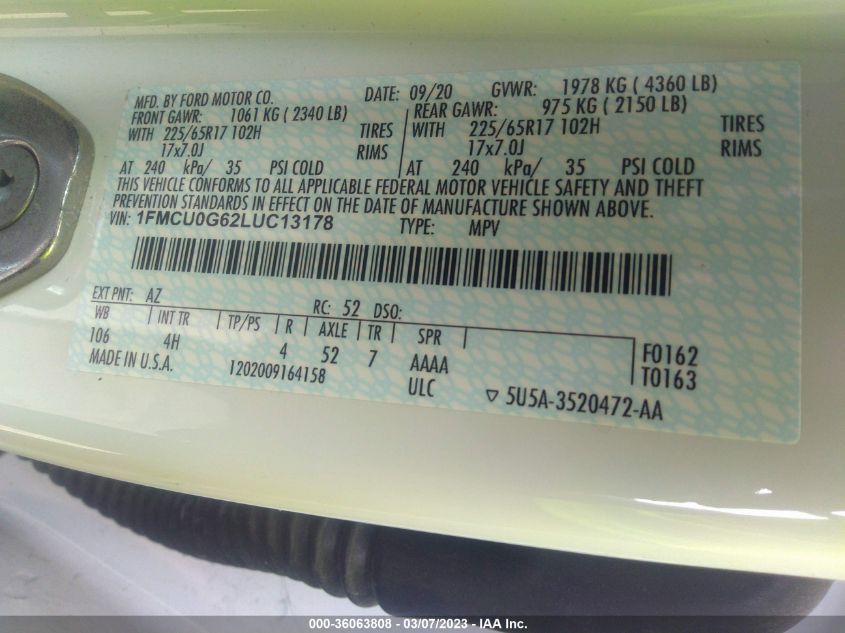 MFD. BY FORD MOTOR CO. DATE: 09/20 GVWR: 1978 KG ( 4360 LB)
FRONT GAWR: 1061 KG ( 2340 LB) REAR GAWR: 975 KG ( 2150 LB)
WITH 225/65R17 102H TIRES WITH 225/65R17 102H TIRES
17x7.0J RIMS 17x7.0J RIMS
AT 240 kPa/ 35 PSI COLD AT 240 kPa/ 35 PSI COLD
THIS VEHICLE CONFORMS TO ALL APPLICABLE FEDERAL MOTOR VEHICLE SAFETY AND THEFT
PREVENTION STANDARDS IN EFFECT ON THE DATE OF MANUFACTURE SHOWN ABOVE.
VIN: 1FMCU0G62LUC13178 TYPE: MPV
EXT PNT: AZ RC: 52 DSO:
WB INT TR TP/PS R AXLE TR SPR
106 4H 4 52 7 AAAA F0162
MADE IN U.S.A. 1202009164158 ULC T0163
▽ 5U5A-3520472-AA
000-36063808 - 03/07/2023 - IAA Inc.